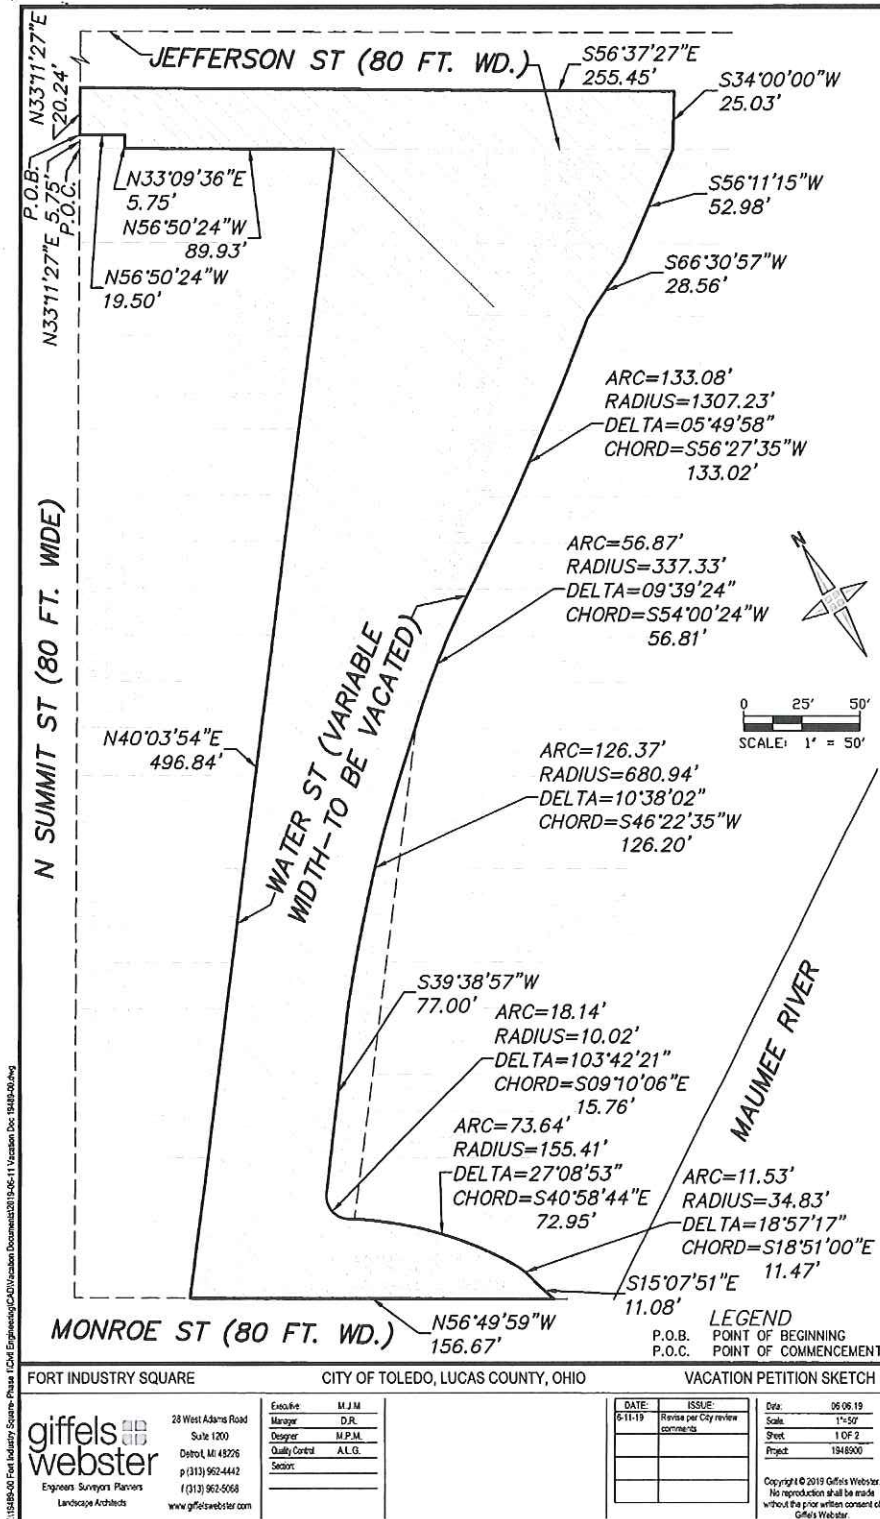 JEFFERSON ST (80 FT. WD.)
S56°37'27"E
255.45'
S34°00'00"W
25.03'
N33°11'27"E
20.24'
P.O.B.
N33°11'27"E 5.75'
P.O.C.
N33°09'36"E
5.75'
N56°50'24"W
89.93'
N56°50'24"W
19.50'
S56°11'15"W
52.98'
S66°30'57"W
28.56'
ARC=133.08'
RADIUS=1307.23'
DELTA=05°49'58"
CHORD=S56°27'35"W
133.02'
N SUMMIT ST (80 FT. WIDE)
ARC=56.87'
RADIUS=337.33'
DELTA=09°39'24"
CHORD=S54°00'24"W
56.81'
N
0 25' 50'
SCALE: 1' = 50'
WATER ST (VARIABLE
WIDTH-TO BE VACATED)
N40°03'54"E
496.84'
ARC=126.37'
RADIUS=680.94'
DELTA=10°38'02"
CHORD=S46°22'35"W
126.20'
S39°38'57"W
77.00'
ARC=18.14'
RADIUS=10.02'
DELTA=103°42'21"
CHORD=S09°10'06"E
15.76'
MAUMEE RIVER
ARC=73.64'
RADIUS=155.41'
DELTA=27°08'53"
CHORD=S40°58'44"E
72.95'
ARC=11.53'
RADIUS=34.83'
DELTA=18°57'17"
CHORD=S18°51'00"E
11.47'
S15°07'51"E
11.08'
MONROE ST (80 FT. WD.)
N56°49'59"W
156.67'
LEGEND
P.O.B. POINT OF BEGINNING
P.O.C. POINT OF COMMENCEMENT
FORT INDUSTRY SQUARE CITY OF TOLEDO, LUCAS COUNTY, OHIO VACATION PETITION SKETCH
giffels
webster
Engineers Surveyors Planners
Landscape Architects
28 West Adams Road
Suite 1200
Detroit, MI 48226
p (313) 962-4442
f (313) 962-5068
www.giffelswebster.com
Executive M.J.M
Manager D.R.
Designer M.P.M.
Quality Control A.L.G.
Section:
DATE: ISSUE:
6-11-19 Revise per City review
comments
Date: 06.06.19
Scale: 1"=50'
Sheet: 1 OF 2
Project: 1948900
Copyright © 2019 Giffels Webster.
No reproduction shall be made
without the prior written consent of
Giffels Webster.